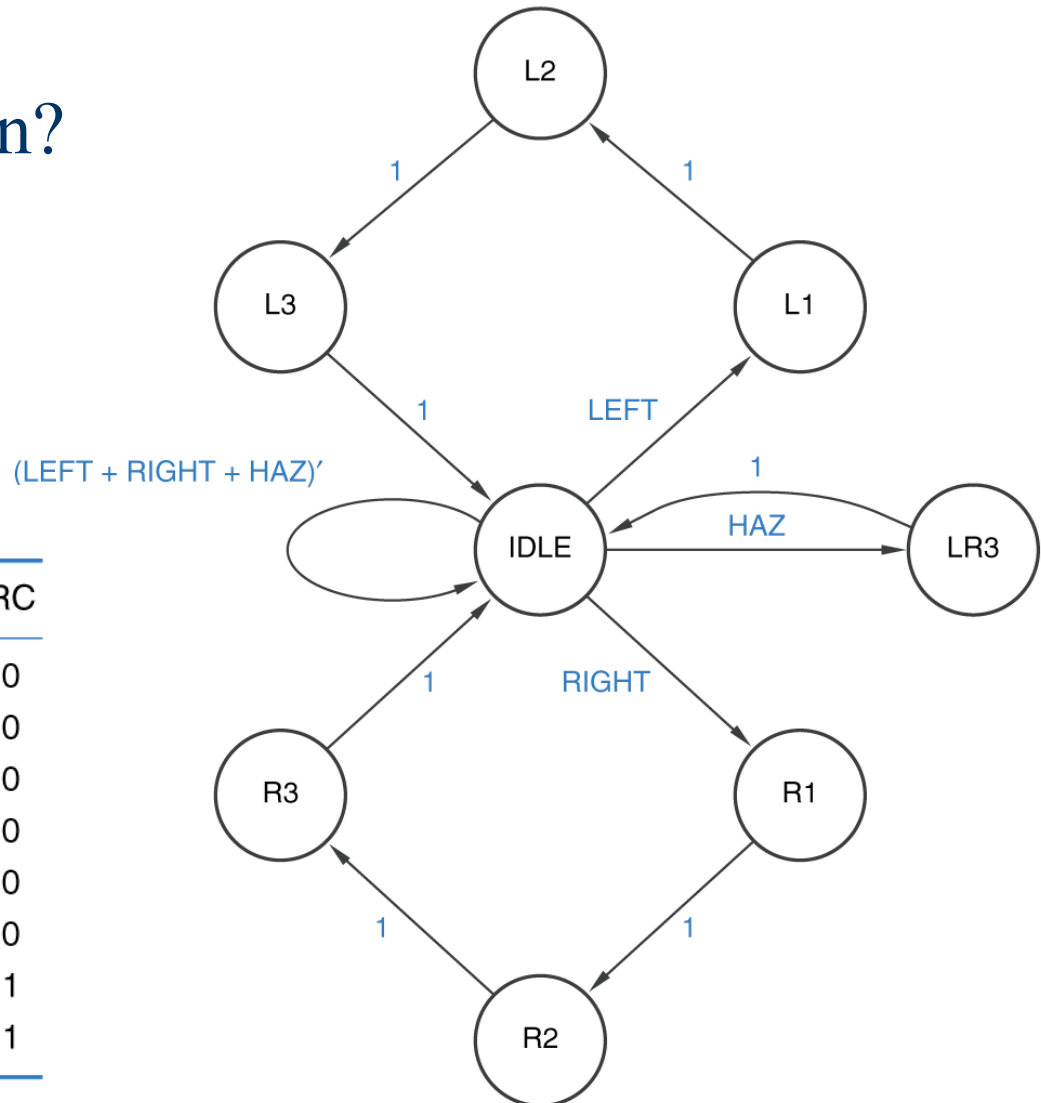 n?
L2
1
1
L3
L1
1
LEFT
(LEFT + RIGHT + HAZ)′
1
HAZ
IDLE
LR3
RC
0
0
0
0
0
0
1
1
1
RIGHT
R3
R1
1
1
R2